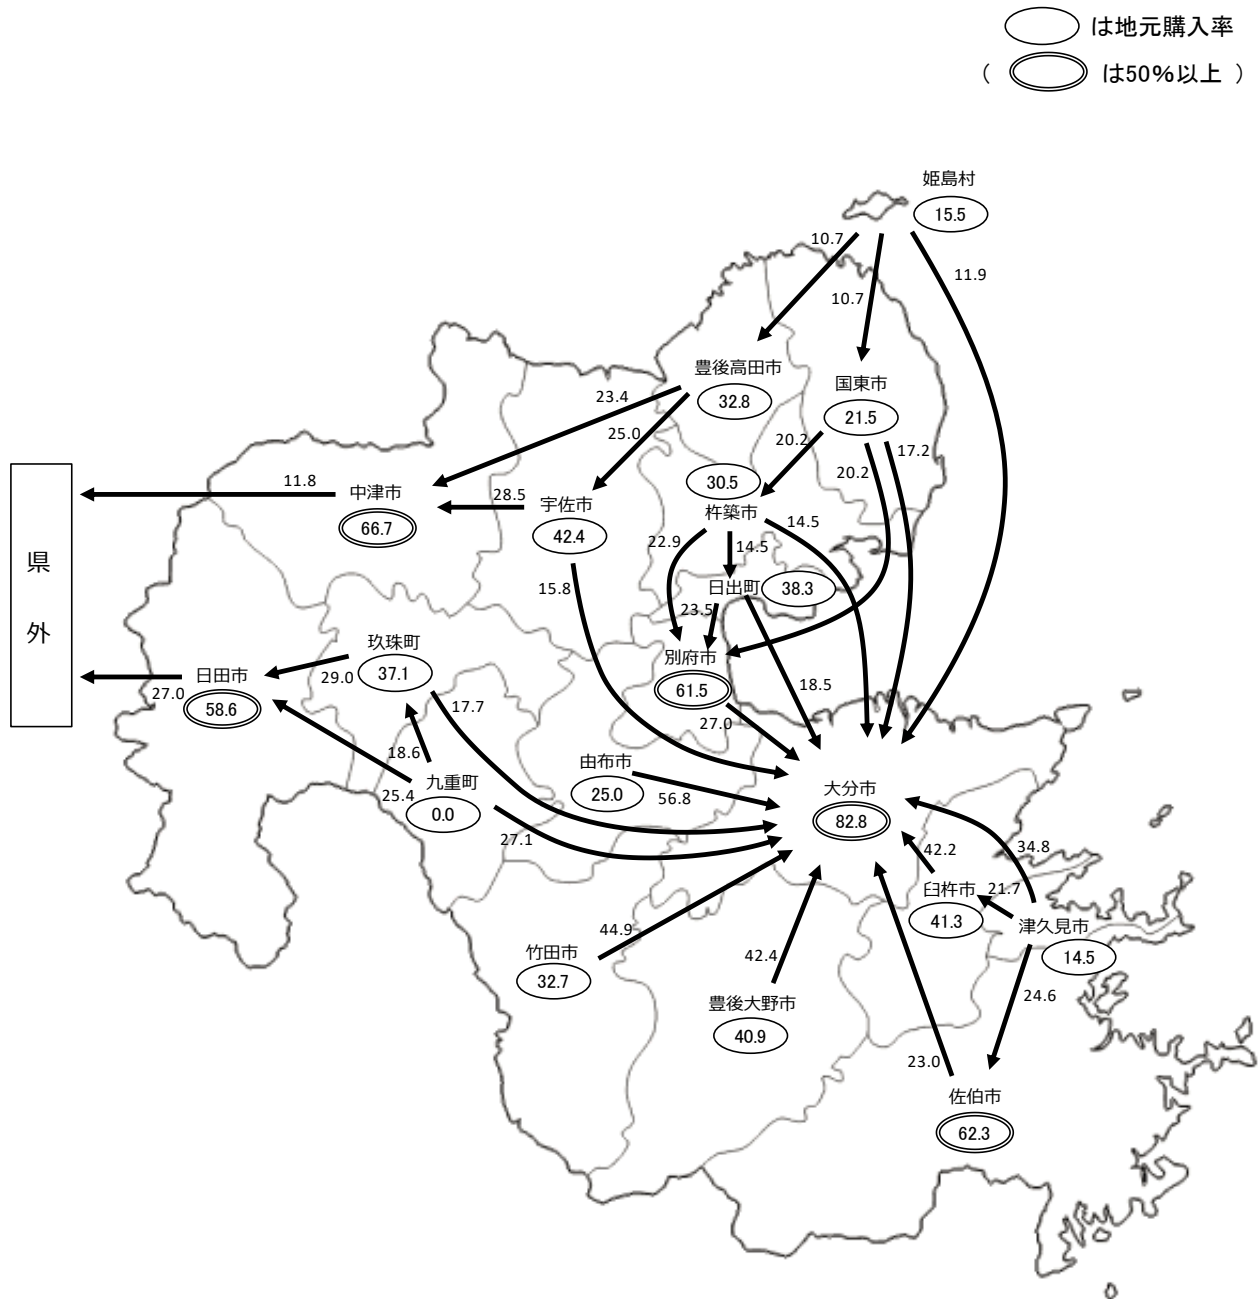 は地元購入率
（ は50%以上 ）
姫島村
15.5
10.7
10.7
11.9
豊後高田市
32.8
国東市
21.5
23.4
25.0
20.2
20.2
17.2
30.5
杵築市
11.8
中津市
66.7
28.5
宇佐市
42.4
22.9
14.5
14.5
県
外
15.8
日出町
38.3
23.5
玖珠町
37.1
別府市
61.5
29.0
日田市
58.6
27.0
17.7
18.5
27.0
18.6
九重町
0.0
25.4
27.1
由布市
25.0
56.8
大分市
82.8
34.8
42.2
臼杵市
41.3
21.7
津久見市
14.5
44.9
竹田市
32.7
42.4
豊後大野市
40.9
24.6
23.0
佐伯市
62.3